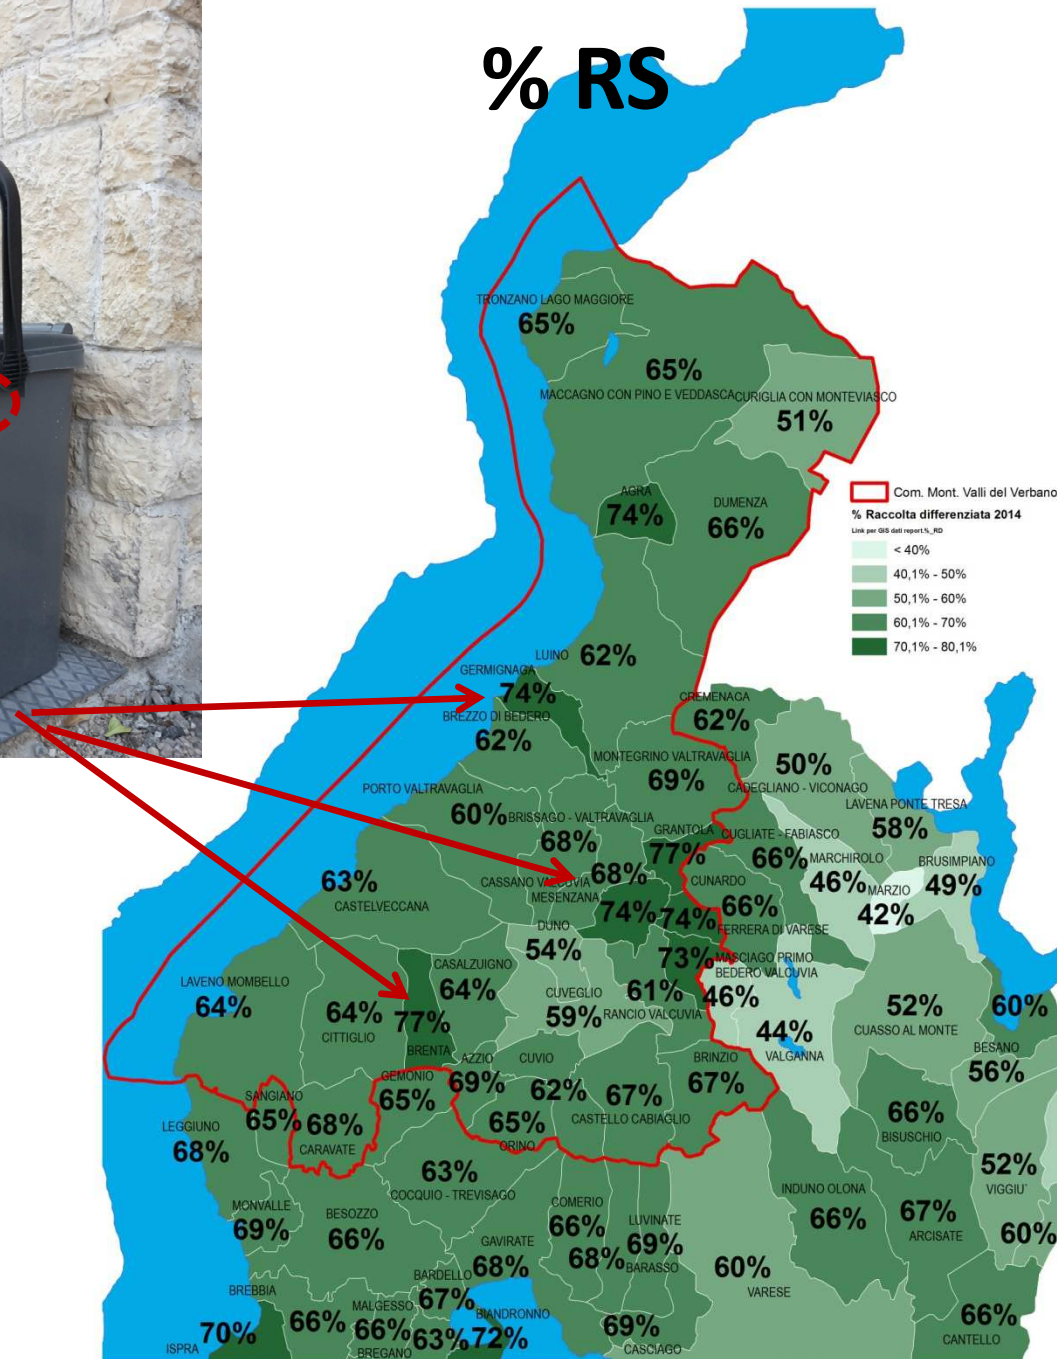 % RS
TRONZANO LAGO MAGGIORE
65%
65%
MACCAGNO CON PINO E VEDDASCA
CURIGLIA CON MONTEVIASCO
51%
AGRA
74%
DUMENZA
66%
Com. Mont. Valli del Verbano
% Raccolta differenziata 2014
Link per GIS dati report.%_RD
< 40%
40,1% - 50%
50,1% - 60%
60,1% - 70%
70,1% - 80,1%
LUINO 62%
GERMIGNAGA
74%
BREZZO DI BEDERO
62%
CREMENAGA
62%
MONTEGRINO VALTRAVAGLIA
69%
50%
CADEGLIANO - VICONAGO
PORTO VALTRAVAGLIA
60%
BRISSAGO - VALTRAVAGLIA
68%
GRANTOLA
77%
CUGLIATE - FABIASCO
66%
LAVENA PONTE TRESA
58%
MARCHIROLO
46%
MARZIO
42%
BRUSIMPIANO
49%
63%
CASTELVECCANA
CASSANO VALCUVIA
68%
MESENZANA
74%
74%
CUNARDO
66%
FERRERA DI VARESE
DUNO
54%
73%
MASCIAGO PRIMO
BEDERO VALCUVIA
46%
LAVENO MOMBELLO
64%
64%
CITTIGLIO
77%
BRENTA
CASALZUIGNO
64%
CUVEGLIO
59%
61%
RANCIO VALCUVIA
44%
VALGANNA
52%
CUASSO AL MONTE
60%
BESANO
56%
GEMONIO
65%
AZZIO
69%
CUVIO
62%
65%
ORINO
67%
CASTELLO CABIAGLIO
BRINZIO
67%
SANGIANO
65%
68%
CARAVATE
LEGGIUNO
68%
66%
BISUSCHIO
63%
COCQUIO - TREVISAGO
52%
VIGGIU`
MONVALLE
69%
BESOZZO
66%
COMERIO
66%
LUVINATE
69%
68%
BARASSO
INDUNO OLONA
66%
67%
ARCISATE
60%
GAVIRATE
68%
60%
VARESE
BARDELLO
67%
BREBBIA
66%
MALGESSO
66%
BREGANO
63%
BIANDRONNO
72%
69%
CASCIAGO
66%
CANTELLO
70%
ISPRA